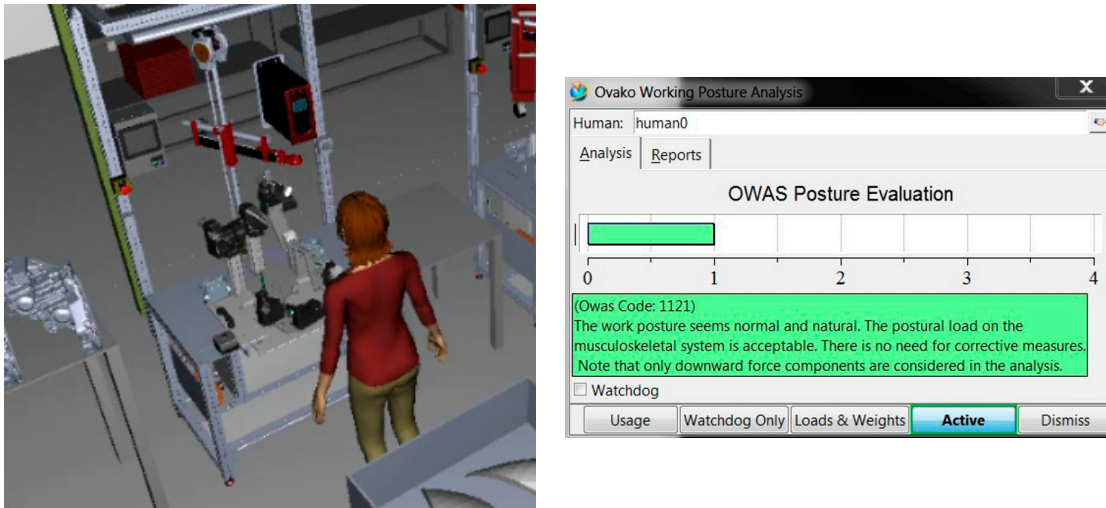 Ovako Working Posture Analysis
X
Human: human0
Analysis Reports
OWAS Posture Evaluation
0 1 2 3 4
(Owas Code: 1121)
The work posture seems normal and natural. The postural load on the
musculoskeletal system is acceptable. There is no need for corrective measures.
Note that only downward force components are considered in the analysis.
Watchdog
Usage Watchdog Only Loads & Weights Active Dismiss